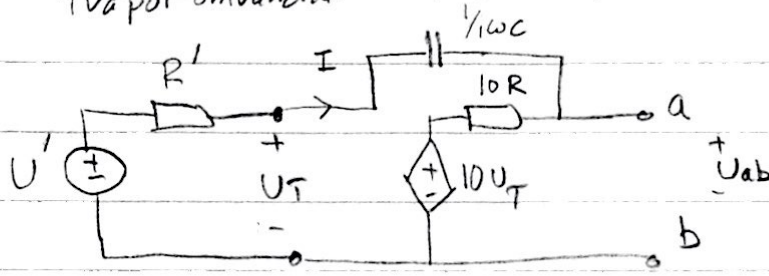 1/iωC
R'
I
10R
a
+
+
U'
+
-
UT
+
-
10UT
Uab
-
-
b